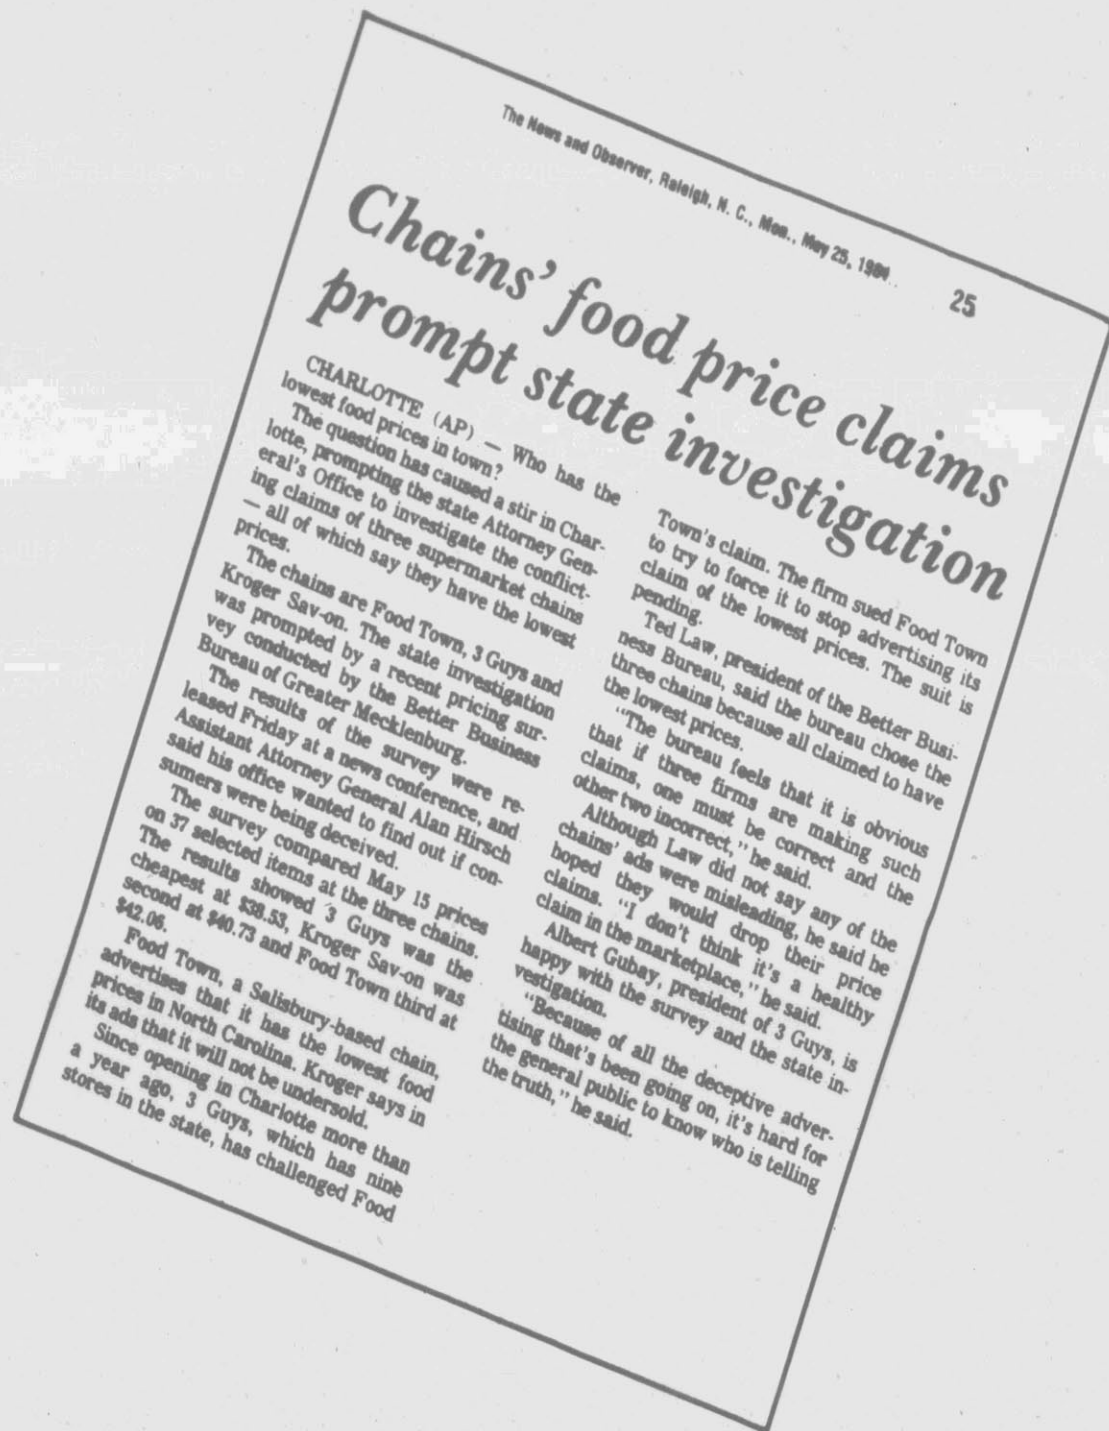 The News and Observer, Raleigh, N. C., Mon., May 25,
25
Chains' food price claims
prompt state investigation
CHARLOTTE (AP) — Who has the
lowest food prices in town?
The question has caused a stir in Char-
lotte, prompting the state Attorney Gen-
eral's Office to investigate the conflict-
ing claims of three supermarket chains
— all of which say they have the lowest
prices.
The chains are Food Town, 3 Guys and
Kroger Sav-on. The state investigation
was prompted by a recent pricing sur-
vey conducted by the Better Business
Bureau of Greater Mecklenburg.
The results of the survey were re-
leased Friday at a news conference, and
Assistant Attorney General Alan Hirsch
said his office wanted to find out if con-
sumers were being deceived.
The survey compared May 15 prices
on 37 selected items at the three chains.
The results showed 3 Guys was the
cheapest at $38.53, Kroger Sav-on was
second at $40.73 and Food Town third at
$42.06.
Food Town, a Salisbury-based chain,
advertises that it has the lowest food
prices in North Carolina. Kroger says in
its ads that it will not be undersold.
Since opening in Charlotte more than
a year ago, 3 Guys, which has nine
stores in the state, has challenged Food
Town's claim. The firm sued Food Town
to try to force it to stop advertising its
claim of the lowest prices. The suit is
pending.
Ted Law, president of the Better Busi-
ness Bureau, said the bureau chose the
three chains because all claimed to have
the lowest prices.
"The bureau feels that it is obvious
that if three firms are making such
claims, one must be correct and the
other two incorrect," he said.
Although Law did not say any of the
chains' ads were misleading, he said he
hoped they would drop their price
claims. "I don't think it's a healthy
claim in the marketplace," he said.
Albert Gubay, president of 3 Guys, is
happy with the survey and the state in-
vestigation.
"Because of all the deceptive adver-
tising that's been going on, it's hard for
the general public to know who is telling
the truth," he said.